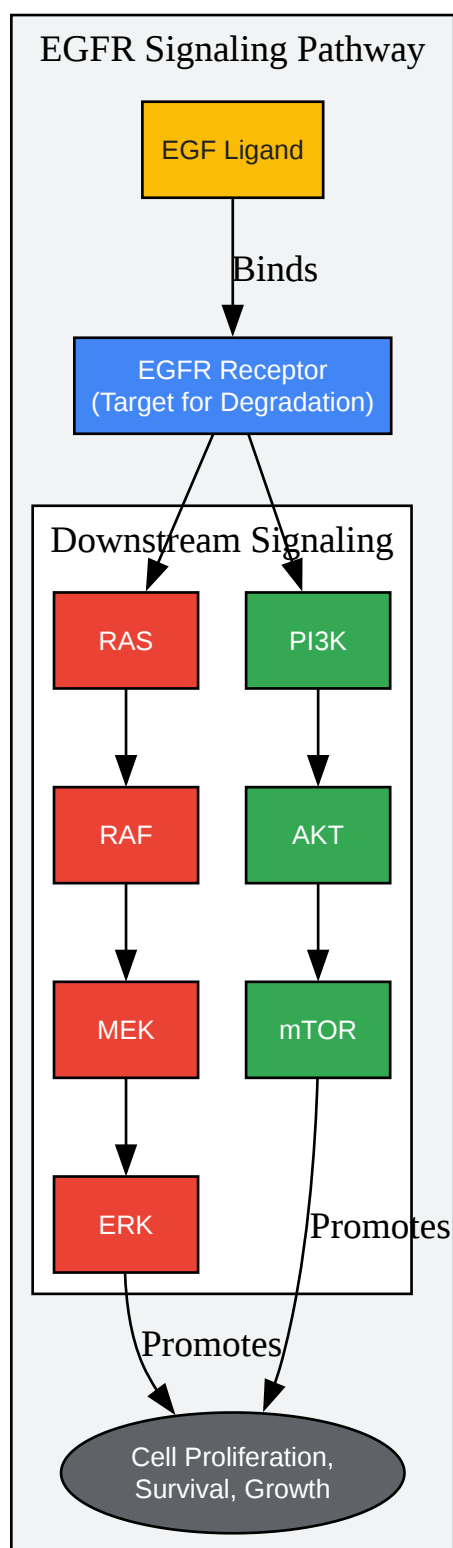 EGFR Signaling Pathway
EGF Ligand
Binds
EGFR Receptor
(Target for Degradation)
Downstream Signaling
RAS
PI3K
RAF
AKT
MEK
mTOR
ERK
Promotes
Promotes
Cell Proliferation,
Survival, Growth